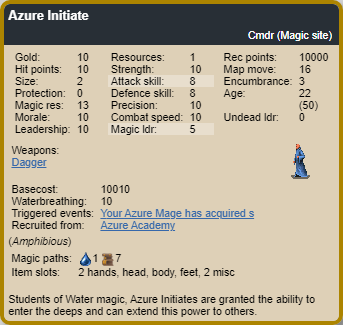 Azure Initiate
Cmdr (Magic site)
Gold: 10 Resources: 1 Rec points: 10000
Hit points: 10 Strength: 10 Map move: 16
Size: 2 Attack skill: 8 Encumbrance: 3
Protection: 0 Defence skill: 8 Age: 22
Magic res: 13 Precision: 10 (50)
Morale: 10 Combat speed: 10 Undead ldr: 0
Leadership: 10 Magic ldr: 5
Weapons:
Dagger
Basecost: 10010
Waterbreathing: 10
Triggered events: Your Azure Mage has acquired s
Recruited from: Azure Academy
(Amphibious)
Magic paths: 1 7
Item slots: 2 hands, head, body, feet, 2 misc
Students of Water magic, Azure Initiates are granted the ability to
enter the deeps and can extend this power to others.